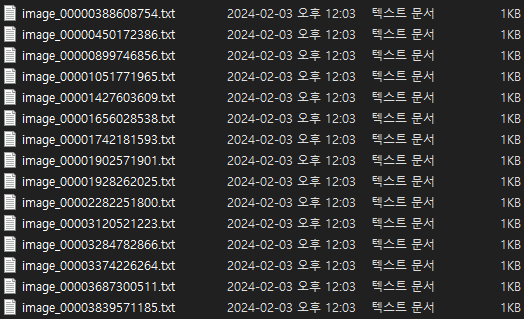 image_00000388608754.txt 2024-02-03 오후 12:03 텍스트 문서 1KB
image_00000450172386.txt 2024-02-03 오후 12:03 텍스트 문서 1KB
image_00000899746856.txt 2024-02-03 오후 12:03 텍스트 문서 1KB
image_00001051771965.txt 2024-02-03 오후 12:03 텍스트 문서 1KB
image_00001427603609.txt 2024-02-03 오후 12:03 텍스트 문서 1KB
image_00001656028538.txt 2024-02-03 오후 12:03 텍스트 문서 1KB
image_00001742181593.txt 2024-02-03 오후 12:03 텍스트 문서 1KB
image_00001902571901.txt 2024-02-03 오후 12:03 텍스트 문서 1KB
image_00001928262025.txt 2024-02-03 오후 12:03 텍스트 문서 1KB
image_00002282251800.txt 2024-02-03 오후 12:03 텍스트 문서 1KB
image_00003120521223.txt 2024-02-03 오후 12:03 텍스트 문서 1KB
image_00003284782866.txt 2024-02-03 오후 12:03 텍스트 문서 1KB
image_00003374226264.txt 2024-02-03 오후 12:03 텍스트 문서 1KB
image_00003687300511.txt 2024-02-03 오후 12:03 텍스트 문서 1KB
image_00003839571185.txt 2024-02-03 오후 12:03 텍스트 문서 1KB